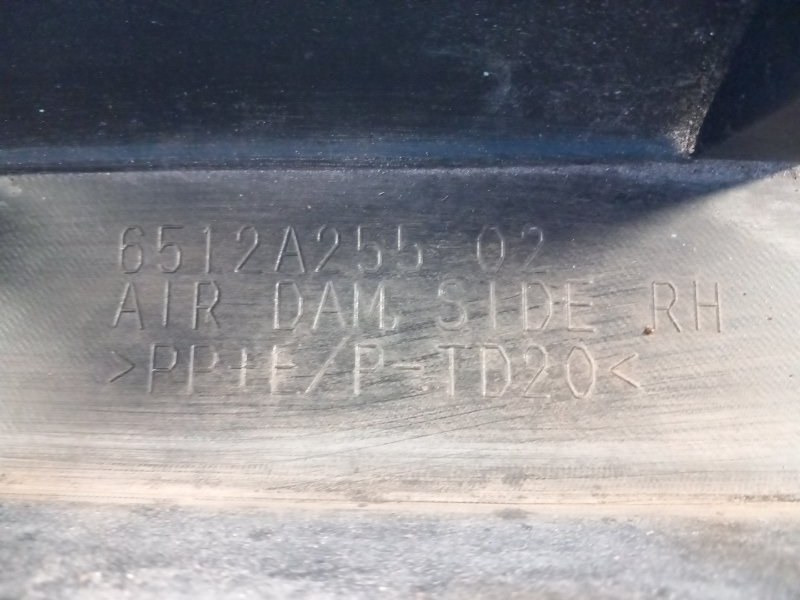 6512A255-02
AIR DAM, SIDE RH
>PP+E/P-TD20<